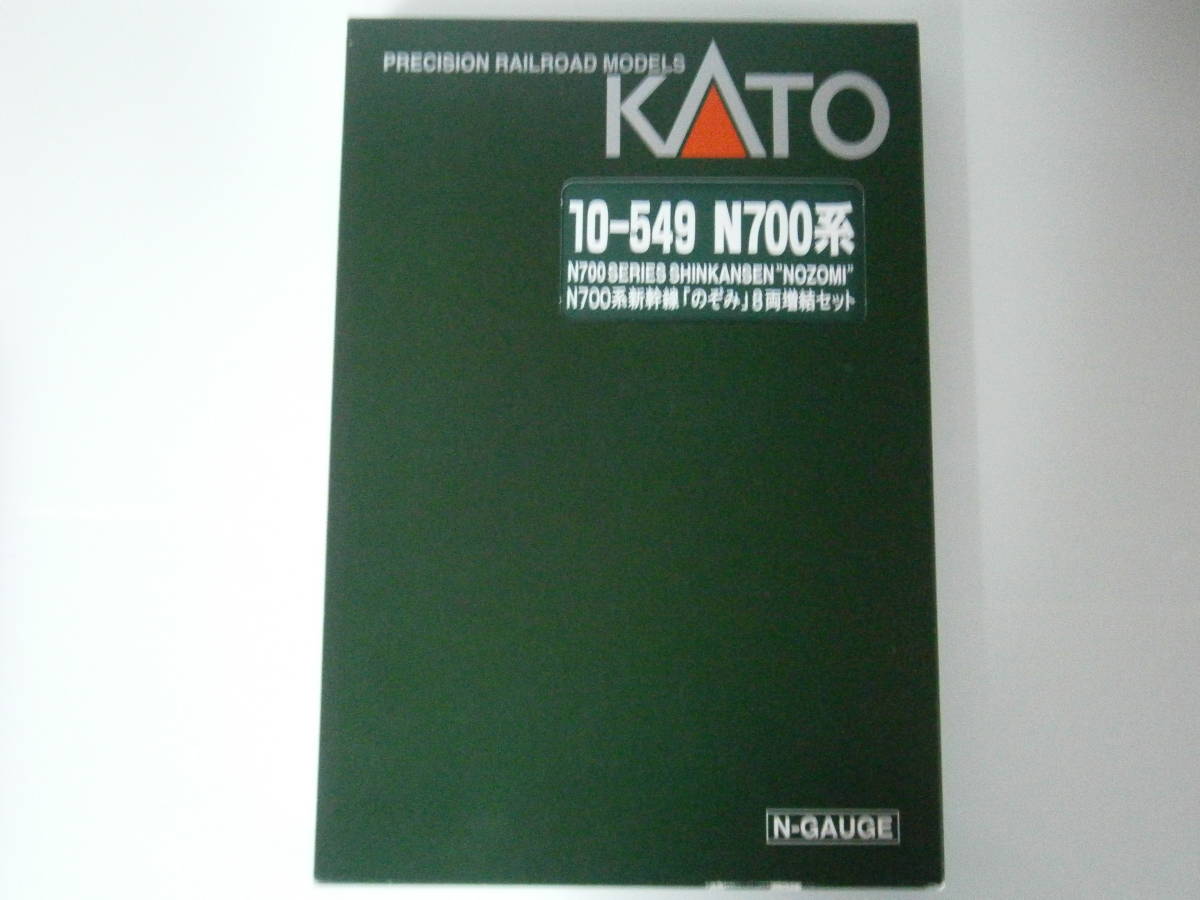 PRECISION RAILROAD MODELS
KATO
10-549 N700系
N700 SERIES SHINKANSEN "NOZOMI"
N700系新幹線「のぞみ」8両増結セット
N-GAUGE